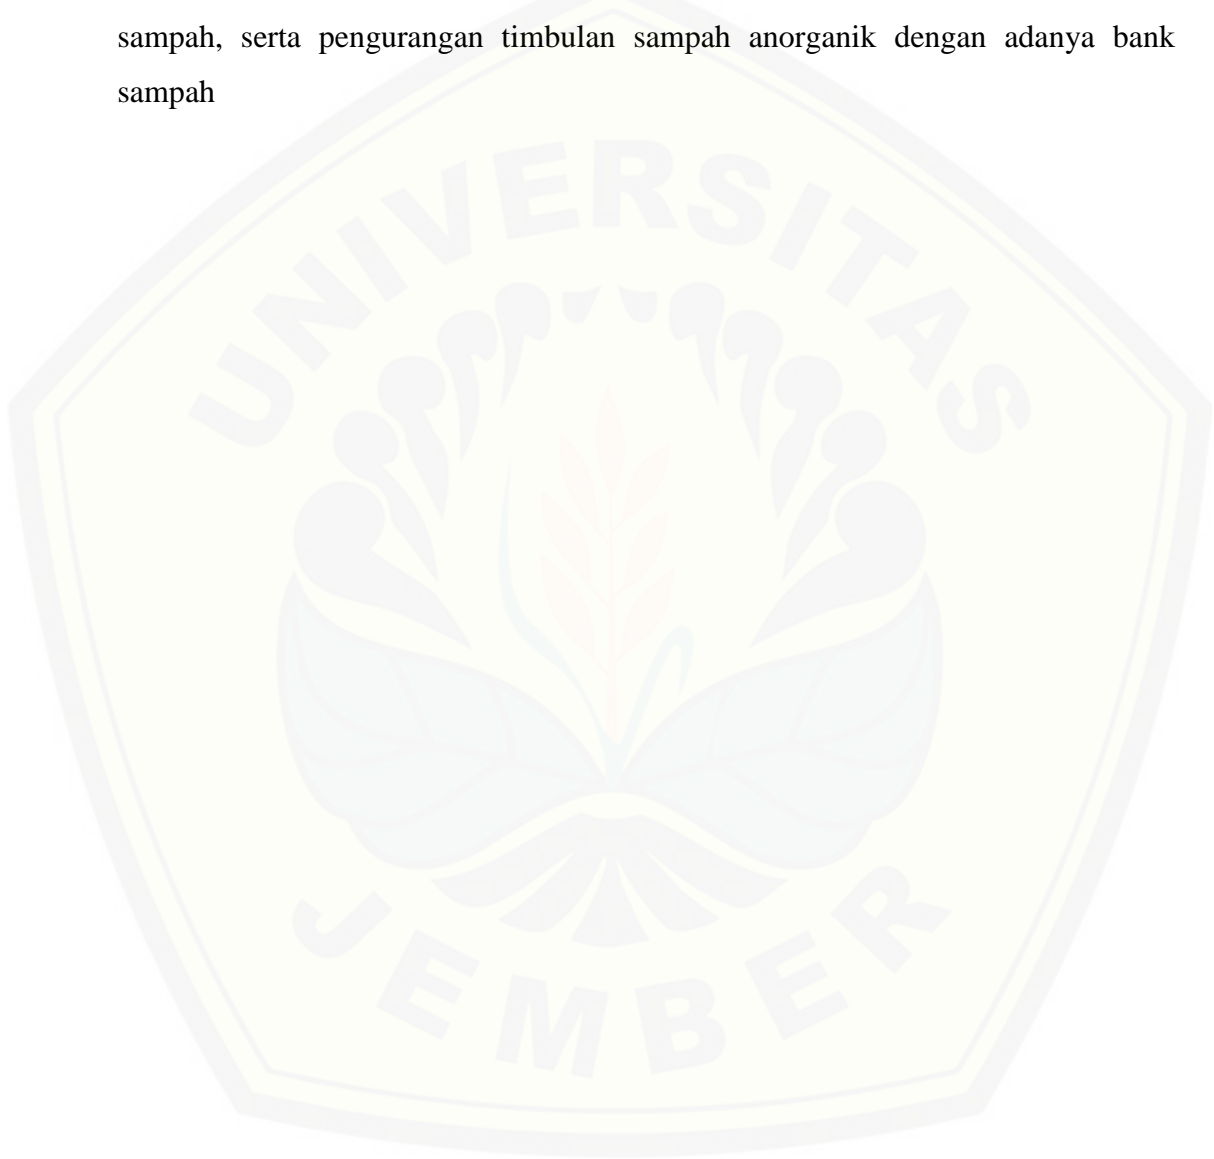 sampah, serta pengurangan timbulan sampah anorganik dengan adanya bank
sampah
UNIVERSITAS
JEMBER